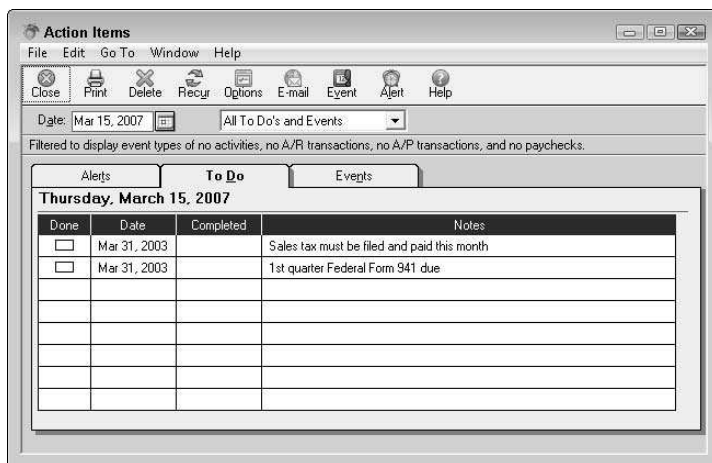 Action Items
File Edit Go To Window Help
Close Print Delete Recur Options E-mail Event Alert Help
Date: Mar 15, 2007 All To Do's and Events
Filtered to display event types of no activities, no A/R transactions, no A/P transactions, and no paychecks.
Alerts To Do Events
Thursday, March 15, 2007
Done Date Completed Notes
Mar 31, 2003 Sales tax must be filed and paid this month
Mar 31, 2003 1st quarter Federal Form 941 due